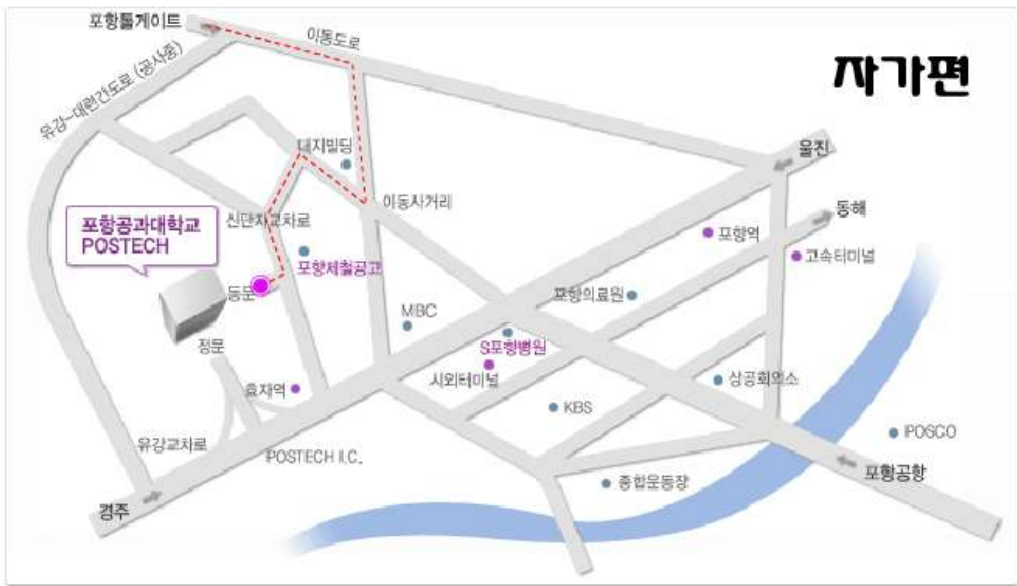 포항톨게이트
이동도로
자가편
유강-대련간도로 (공사중)
대지빌딩
울진
이동사거리
동해
포항공과대학교
POSTECH
신단지교차로
포항역
고속터미널
포항제철공고
동문
포항의료원
MBC
정문
S포항병원
시외터미널
상공회의소
효자역
KBS
POSCO
유강교차로
POSTECH I.C.
포항공항
종합운동장
경주